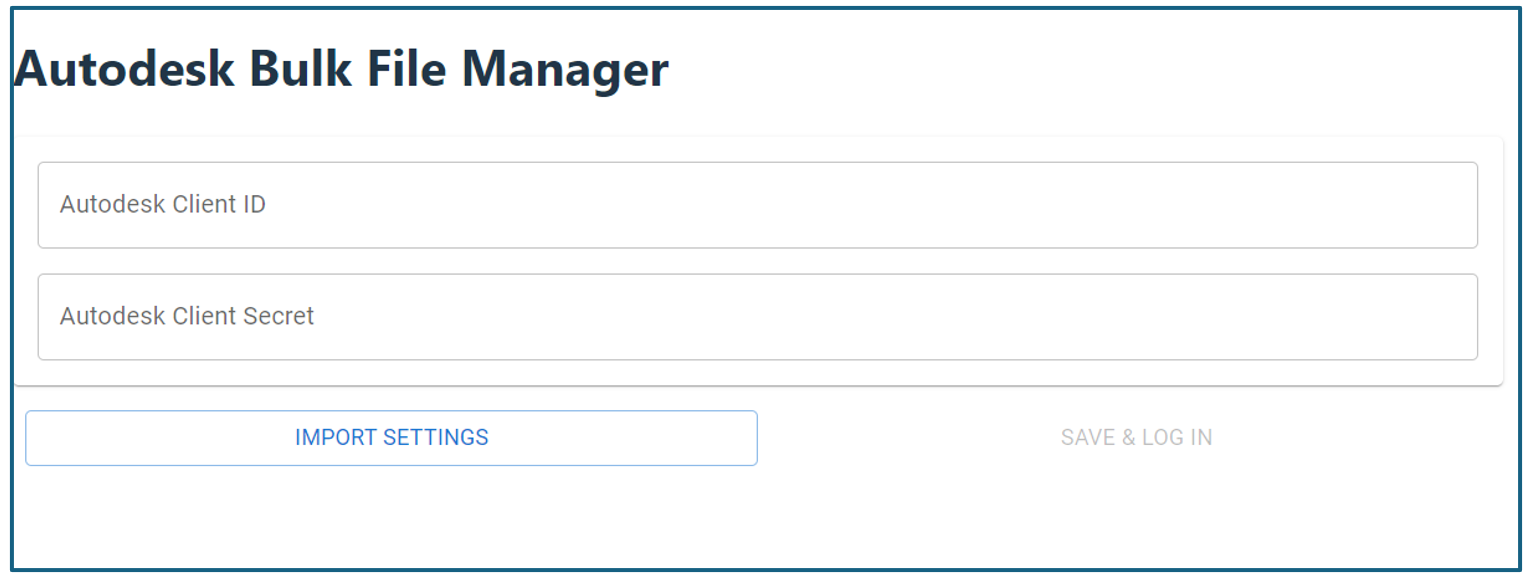 Autodesk Bulk File Manager
Autodesk Client ID
Autodesk Client Secret
IMPORT SETTINGS
SAVE & LOG IN